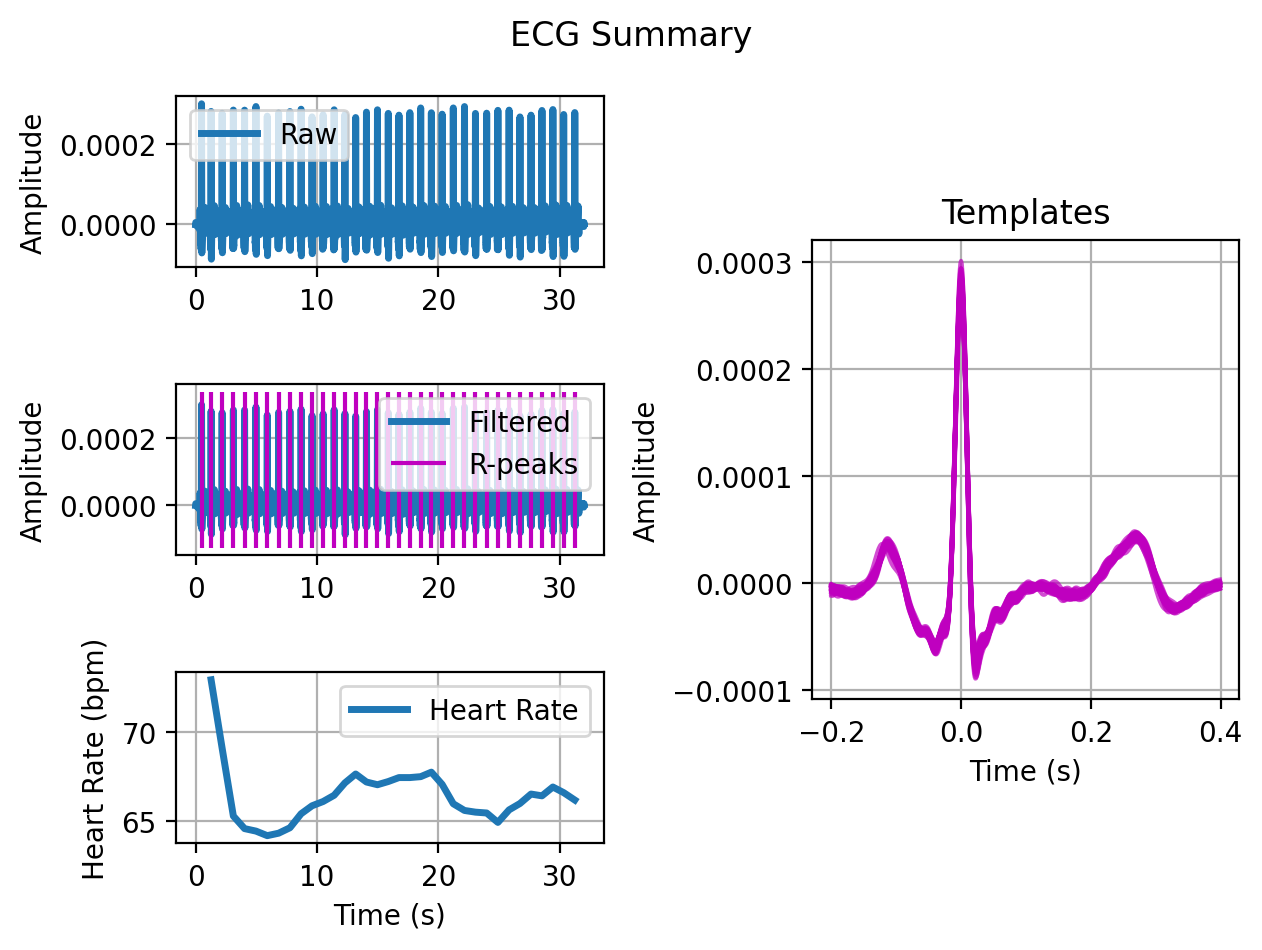 ECG Summary
Amplitude
0.0002
0.0000
Raw
0 10 20 30
Amplitude
0.0002
0.0000
Filtered
R-peaks
0 10 20 30
Heart Rate (bpm)
70
65
Heart Rate
0 10 20 30
Time (s)
Templates
Amplitude
0.0003
0.0002
0.0001
0.0000
−0.0001
−0.2 0.0 0.2 0.4
Time (s)